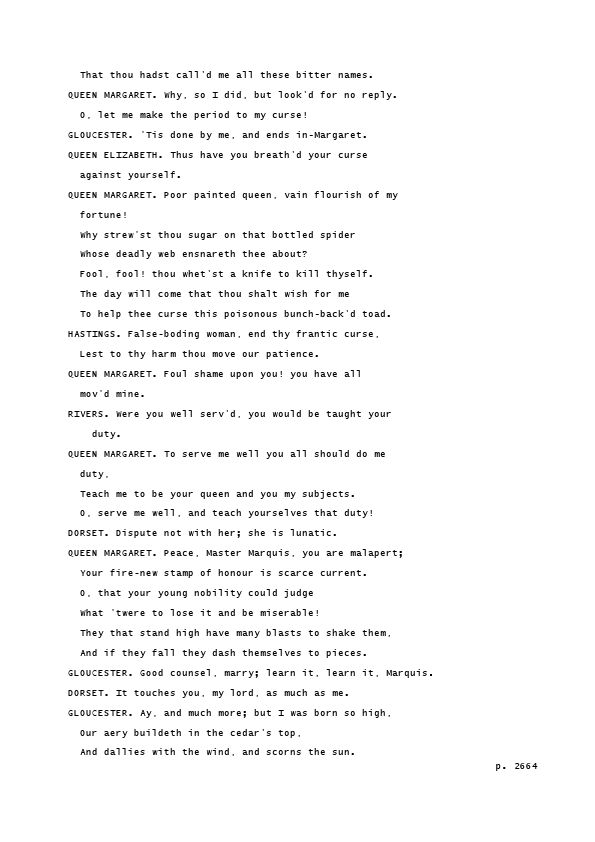 That thou hadst call'd me all these bitter names.
QUEEN MARGARET. Why, so I did, but look'd for no reply.
O, let me make the period to my curse!
GLOUCESTER. 'Tis done by me, and ends in-Margaret.
QUEEN ELIZABETH. Thus have you breath'd your curse
against yourself.
QUEEN MARGARET. Poor painted queen, vain flourish of my
fortune!
Why strew'st thou sugar on that bottled spider
Whose deadly web ensnareth thee about?
Fool, fool! thou whet'st a knife to kill thyself.
The day will come that thou shalt wish for me
To help thee curse this poisonous bunch-back'd toad.
HASTINGS. False-boding woman, end thy frantic curse,
Lest to thy harm thou move our patience.
QUEEN MARGARET. Foul shame upon you! you have all
mov'd mine.
RIVERS. Were you well serv'd, you would be taught your
duty.
QUEEN MARGARET. To serve me well you all should do me
duty,
Teach me to be your queen and you my subjects.
O, serve me well, and teach yourselves that duty!
DORSET. Dispute not with her; she is lunatic.
QUEEN MARGARET. Peace, Master Marquis, you are malapert;
Your fire-new stamp of honour is scarce current.
O, that your young nobility could judge
What 'twere to lose it and be miserable!
They that stand high have many blasts to shake them,
And if they fall they dash themselves to pieces.
GLOUCESTER. Good counsel, marry; learn it, learn it, Marquis.
DORSET. It touches you, my lord, as much as me.
GLOUCESTER. Ay, and much more; but I was born so high,
Our aery buildeth in the cedar's top,
And dallies with the wind, and scorns the sun.
p. 2664